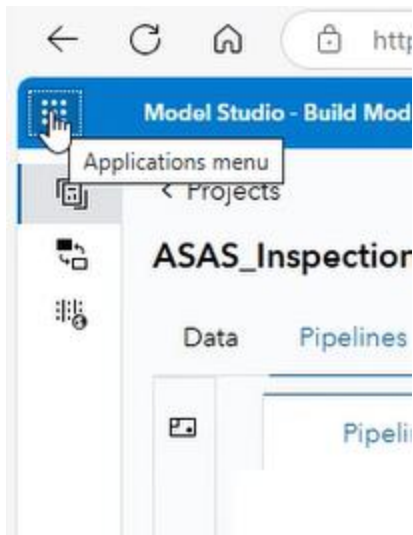 http
Model Studio - Build Mod
Applications menu
Projects
ASAS_Inspection
Data
Pipelines
Pipeli